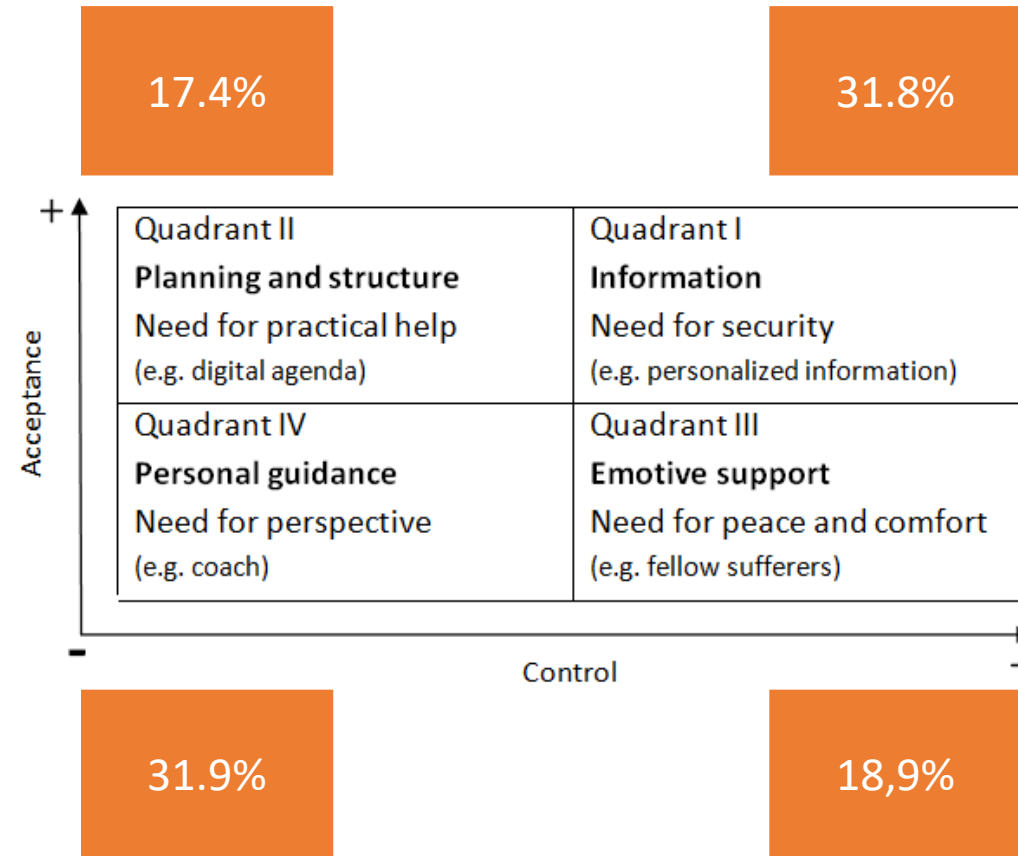 17.4%
31.8%
+
Quadrant II
Planning and structure
Need for practical help
(e.g. digital agenda)
Quadrant I
Information
Need for security
(e.g. personalized information)
Acceptance
Quadrant IV
Personal guidance
Need for perspective
(e.g. coach)
Quadrant III
Emotive support
Need for peace and comfort
(e.g. fellow sufferers)
-
Control
31.9%
18,9%